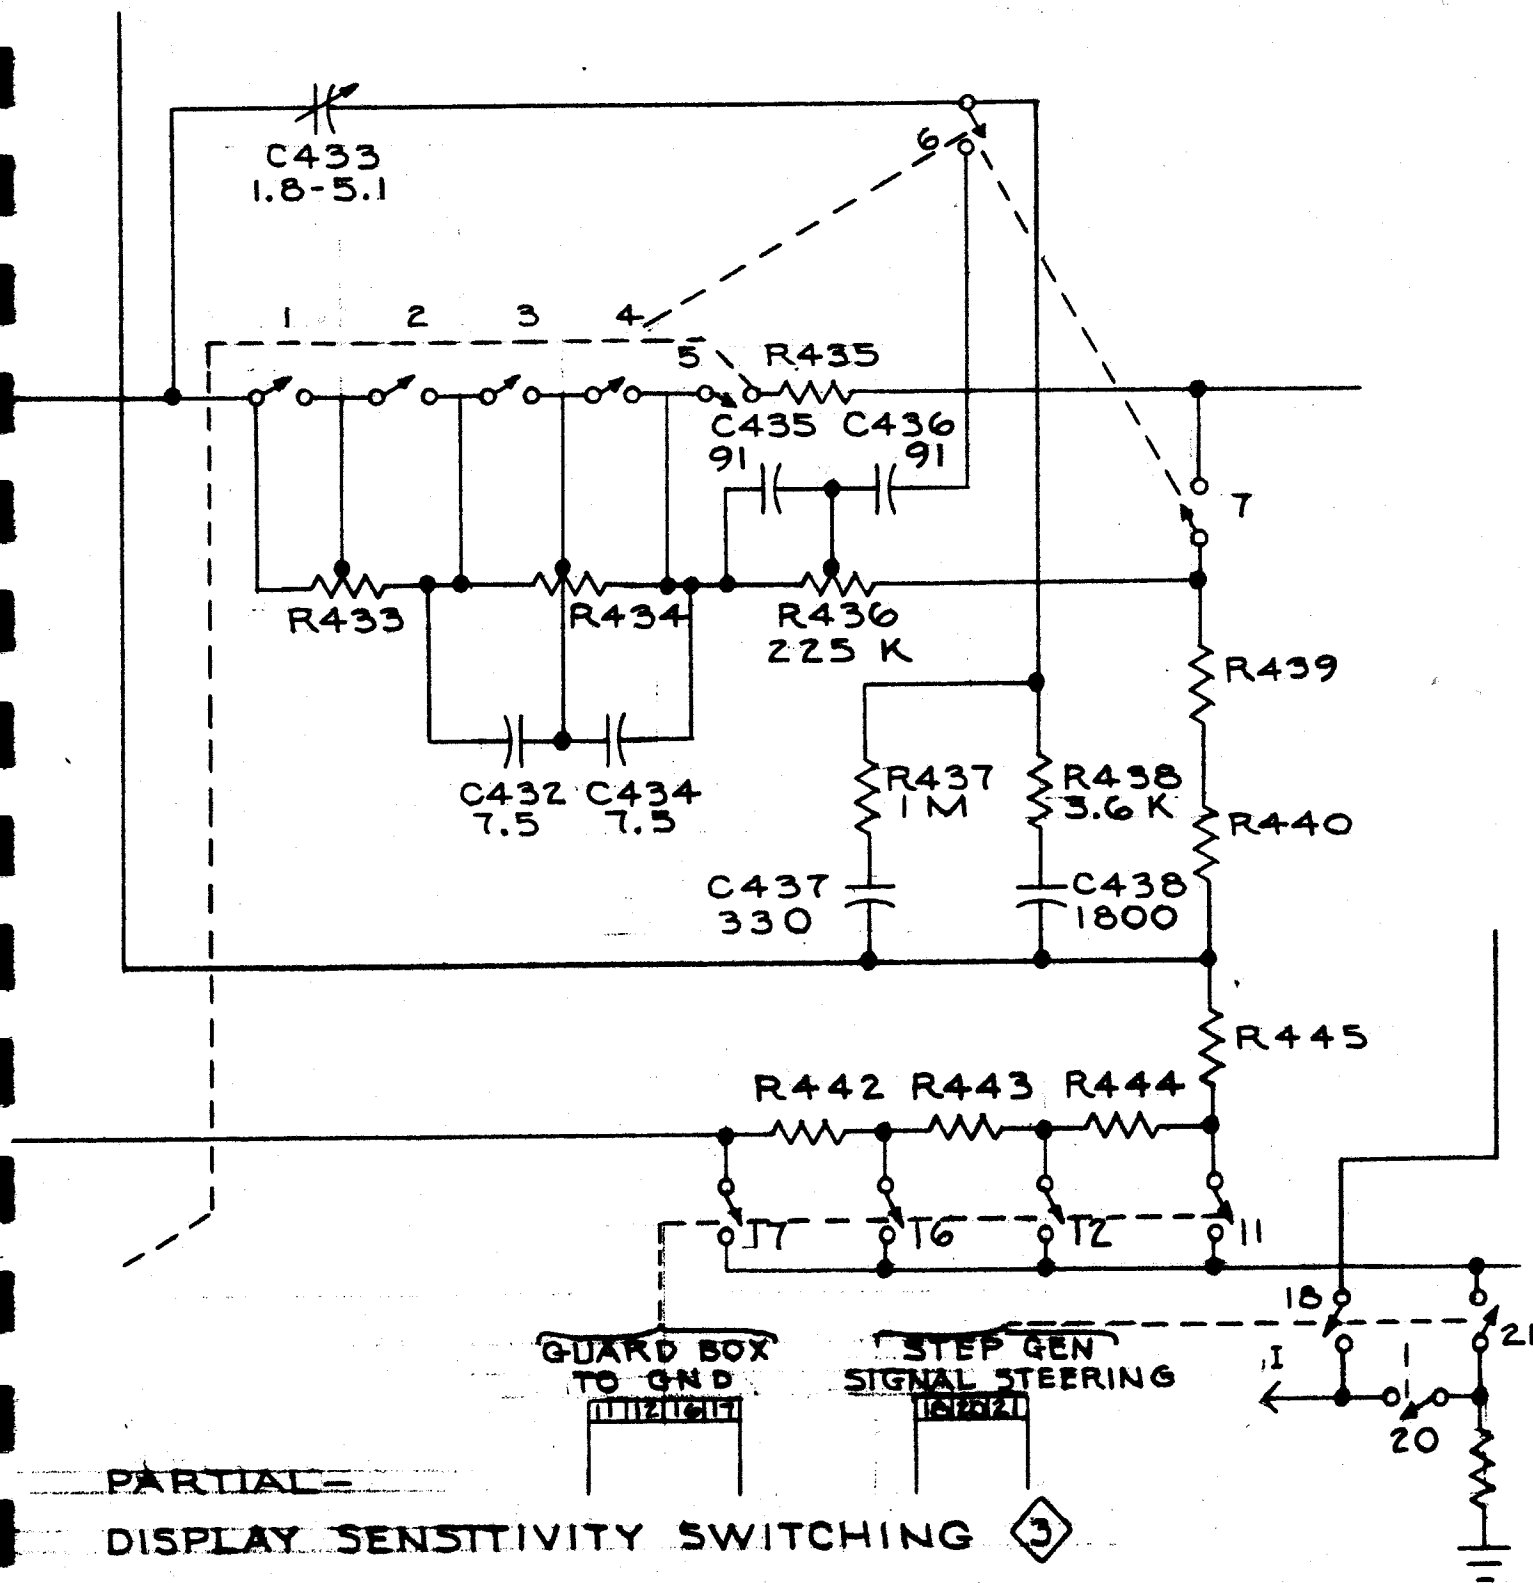 C433
1.8-5.1
6
1 2 3 4
5 R435
C435 C436
91 91
7
R433 R434 R436
225 K
R439
C432 C434
7.5 7.5
R437 R438
1 M 3.6 K
R440
C437 C438
330 1800
R445
R442 R443 R444
17 16 12 11
18
21
GUARD BOX
TO GND
STEP GEN
SIGNAL STEERING
I
11 12 16 17
18 20 21
20
PARTIAL-
DISPLAY SENSITIVITY SWITCHING 3